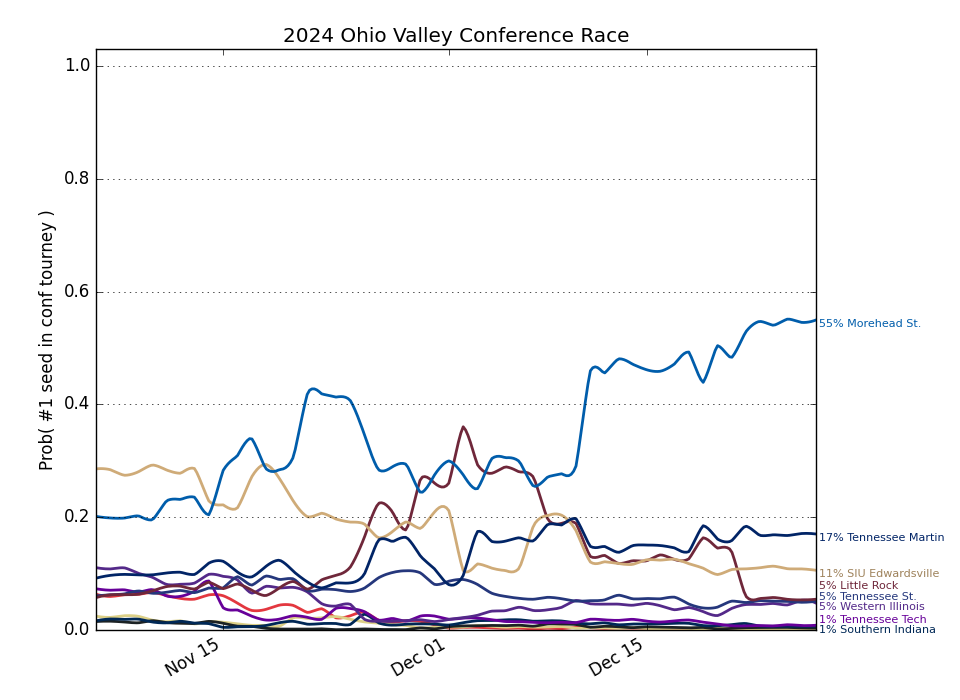 2024 Ohio Valley Conference Race
Prob( #1 seed in conf tourney )
1.0
0.8
0.6
0.4
0.2
0.0
Nov 15
Dec 01
Dec 15
55% Morehead St.
17% Tennessee Martin
11% SIU Edwardsville
5% Little Rock
5% Tennessee St.
5% Western Illinois
1% Tennessee Tech
1% Southern Indiana